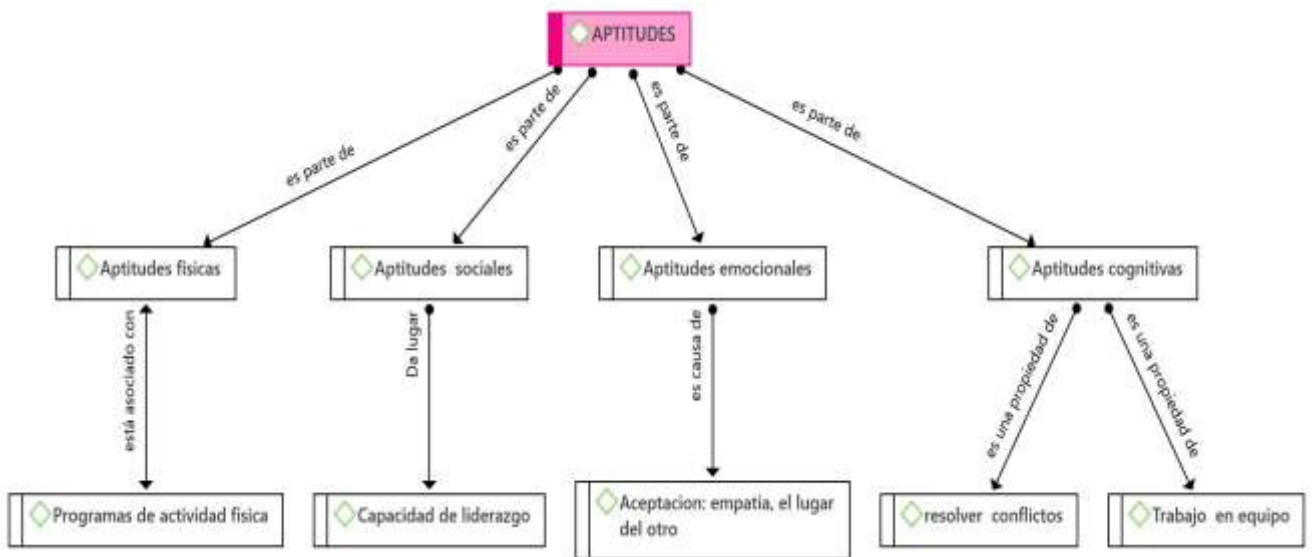 APTITUDES
es parte de
es parte de
es parte de
es parte de
Aptitudes fisicas
Aptitudes sociales
Aptitudes emocionales
Aptitudes cognitivas
está asociado con
Da lugar
es causa de
es una propiedad de
es una propiedad de
Programas de actividad fisica
Capacidad de liderazgo
Aceptacion: empatia, el lugar
del otro
resolver conflictos
Trabajo en equipo